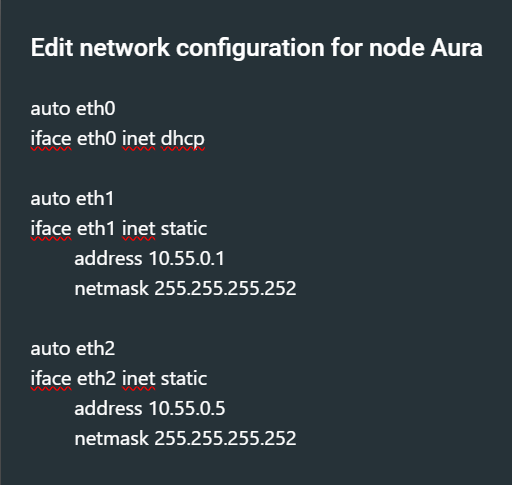 Edit network configuration for node Aura
auto eth0
iface eth0 inet dhcp
auto eth1
iface eth1 inet static
address 10.55.0.1
netmask 255.255.255.252
auto eth2
iface eth2 inet static
address 10.55.0.5
netmask 255.255.255.252